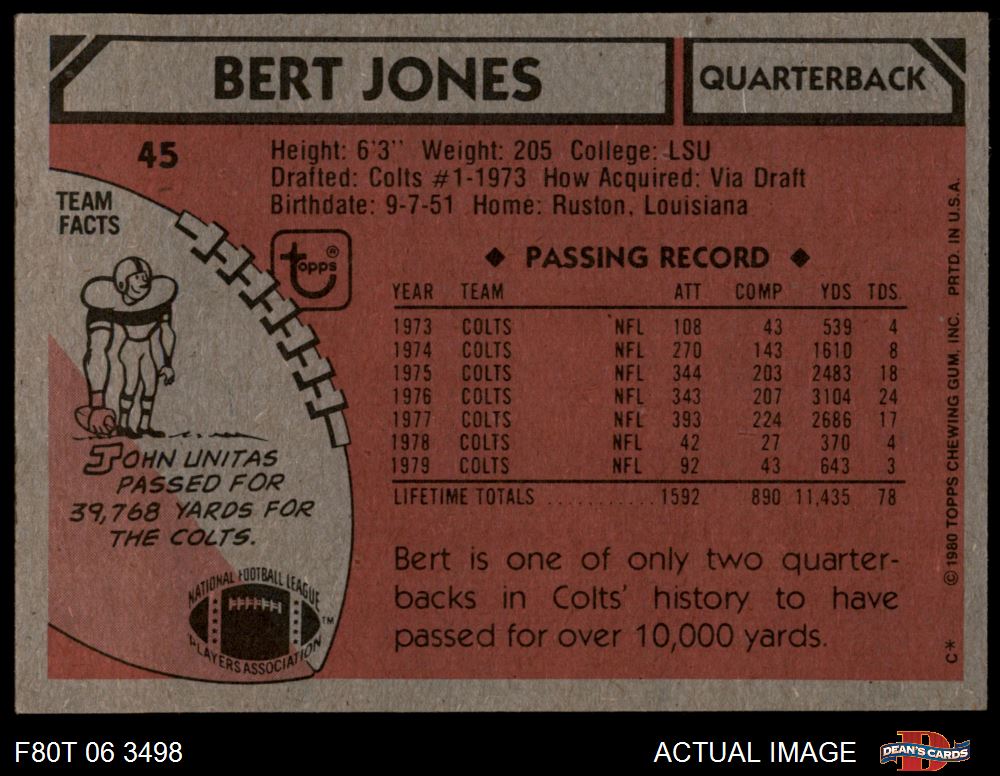 BERT JONES
QUARTERBACK
45
Height: 6'3" Weight: 205 College: LSU
Drafted: Colts #1-1973 How Acquired: Via Draft
Birthdate: 9-7-51 Home: Ruston, Louisiana
TEAM
FACTS
topps®
JOHN UNITAS
PASSED FOR
39,768 YARDS FOR
THE COLTS.
NATIONAL FOOTBALL LEAGUE
PLAYERS ASSOCIATION
™
◆ PASSING RECORD ◆
YEAR TEAM ATT COMP YDS TDS.
1973 COLTS NFL 108 43 539 4
1974 COLTS NFL 270 143 1610 8
1975 COLTS NFL 344 203 2483 18
1976 COLTS NFL 343 207 3104 24
1977 COLTS NFL 393 224 2686 17
1978 COLTS NFL 42 27 370 4
1979 COLTS NFL 92 43 643 3
LIFETIME TOTALS ........... 1592 890 11,435 78
Bert is one of only two quarter-
backs in Colts' history to have
passed for over 10,000 yards.
© 1980 TOPPS CHEWING GUM, INC. PRTD. IN U.S.A.
C*
F80T 06 3498
ACTUAL IMAGE
DEAN'S CARDS